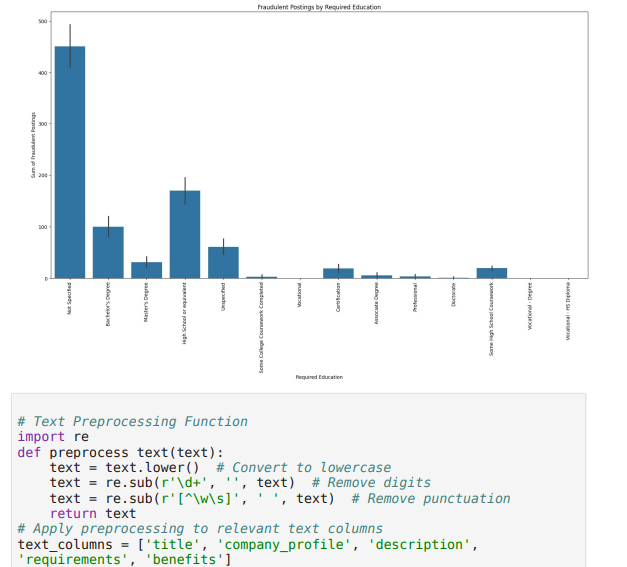 Fraudulent Postings by Required Education
500
400
300
200
100
0
Sum of Fraudulent Postings
Not Specified
Bachelor's Degree
Master's Degree
High School or equivalent
Unspecified
Some College Coursework Completed
Vocational
Certification
Associate Degree
Professional
Doctorate
Some High School Coursework
Vocational - Degree
Vocational - HS Diploma
Required Education
# Text Preprocessing Function
import re
def preprocess text(text):
    text = text.lower()  # Convert to lowercase
    text = re.sub(r'\d+', '', text)  # Remove digits
    text = re.sub(r'[^\w\s]', ' ', text)  # Remove punctuation
    return text
# Apply preprocessing to relevant text columns
text_columns = ['title', 'company_profile', 'description',
'requirements', 'benefits']